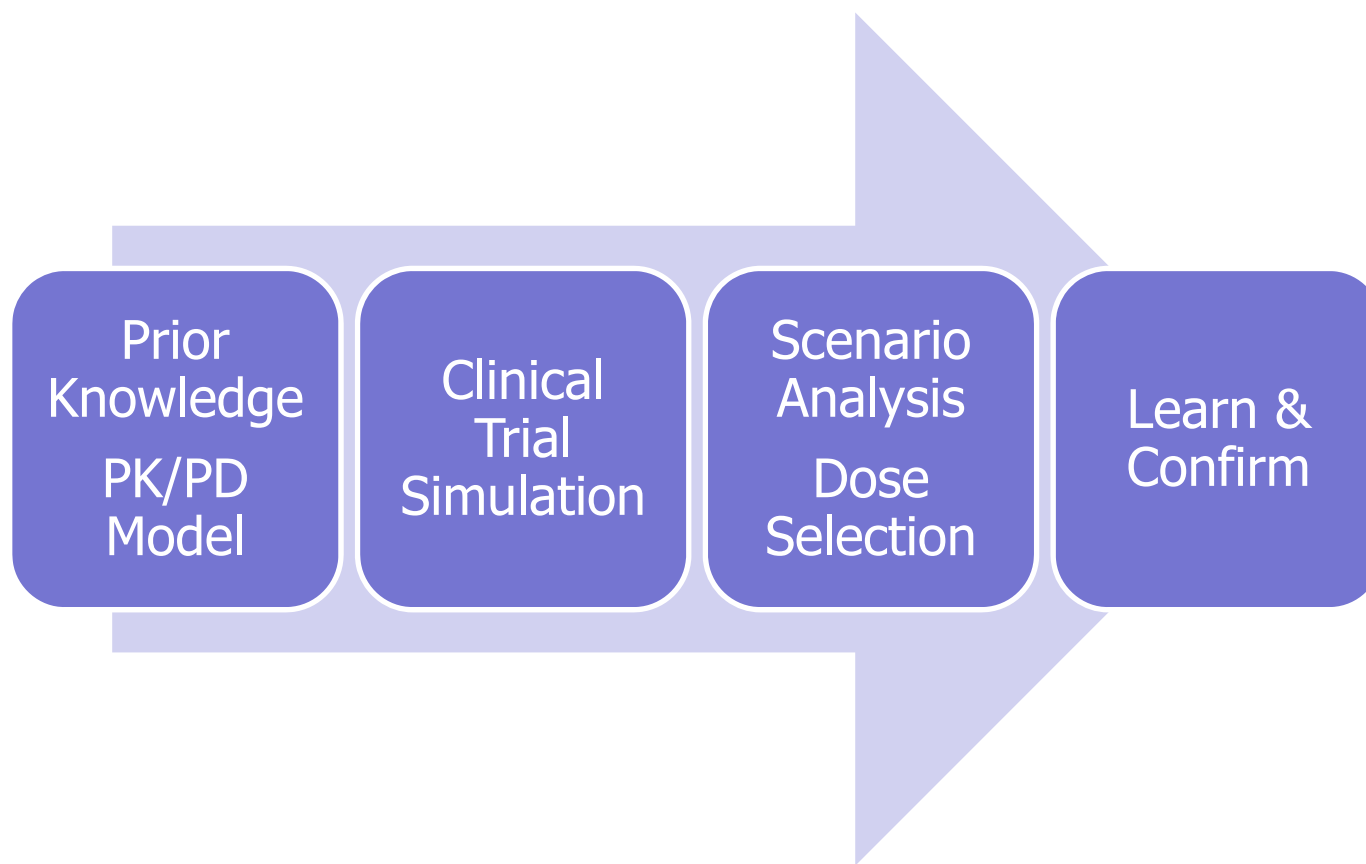 Prior
Knowledge
PK/PD
Model
Clinical
Trial
Simulation
Scenario
Analysis
Dose
Selection
Learn &
Confirm